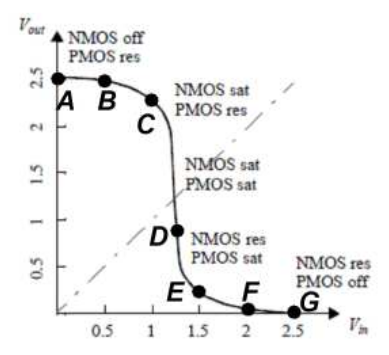 Vout
NMOS off
PMOS res
2.5
A
B
C
NMOS sat
PMOS res
2
1.5
NMOS sat
PMOS sat
1
D
NMOS res
PMOS sat
0.5
E
F
G
NMOS res
PMOS off
0.5
1
1.5
2
2.5
Vin